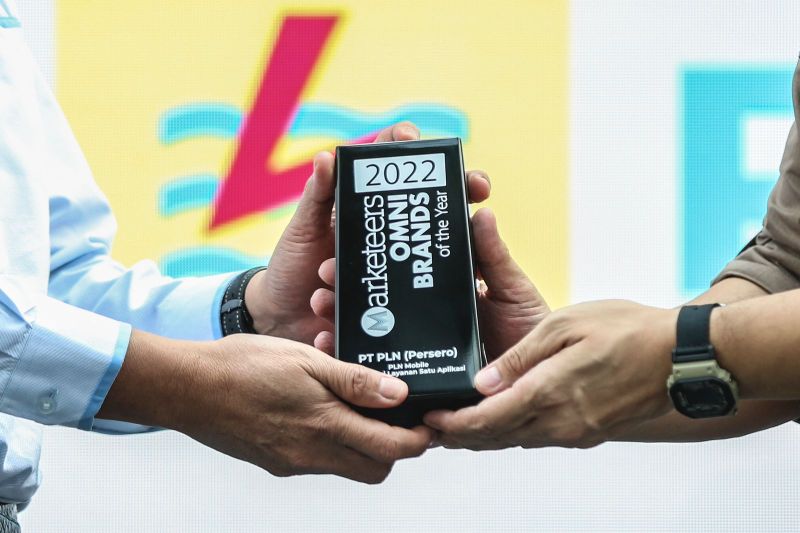 2022
Marketeers
OMNI
BRANDS
of the Year
PT PLN (Persero)
PLN Mobile
Layanan Satu Aplikasi